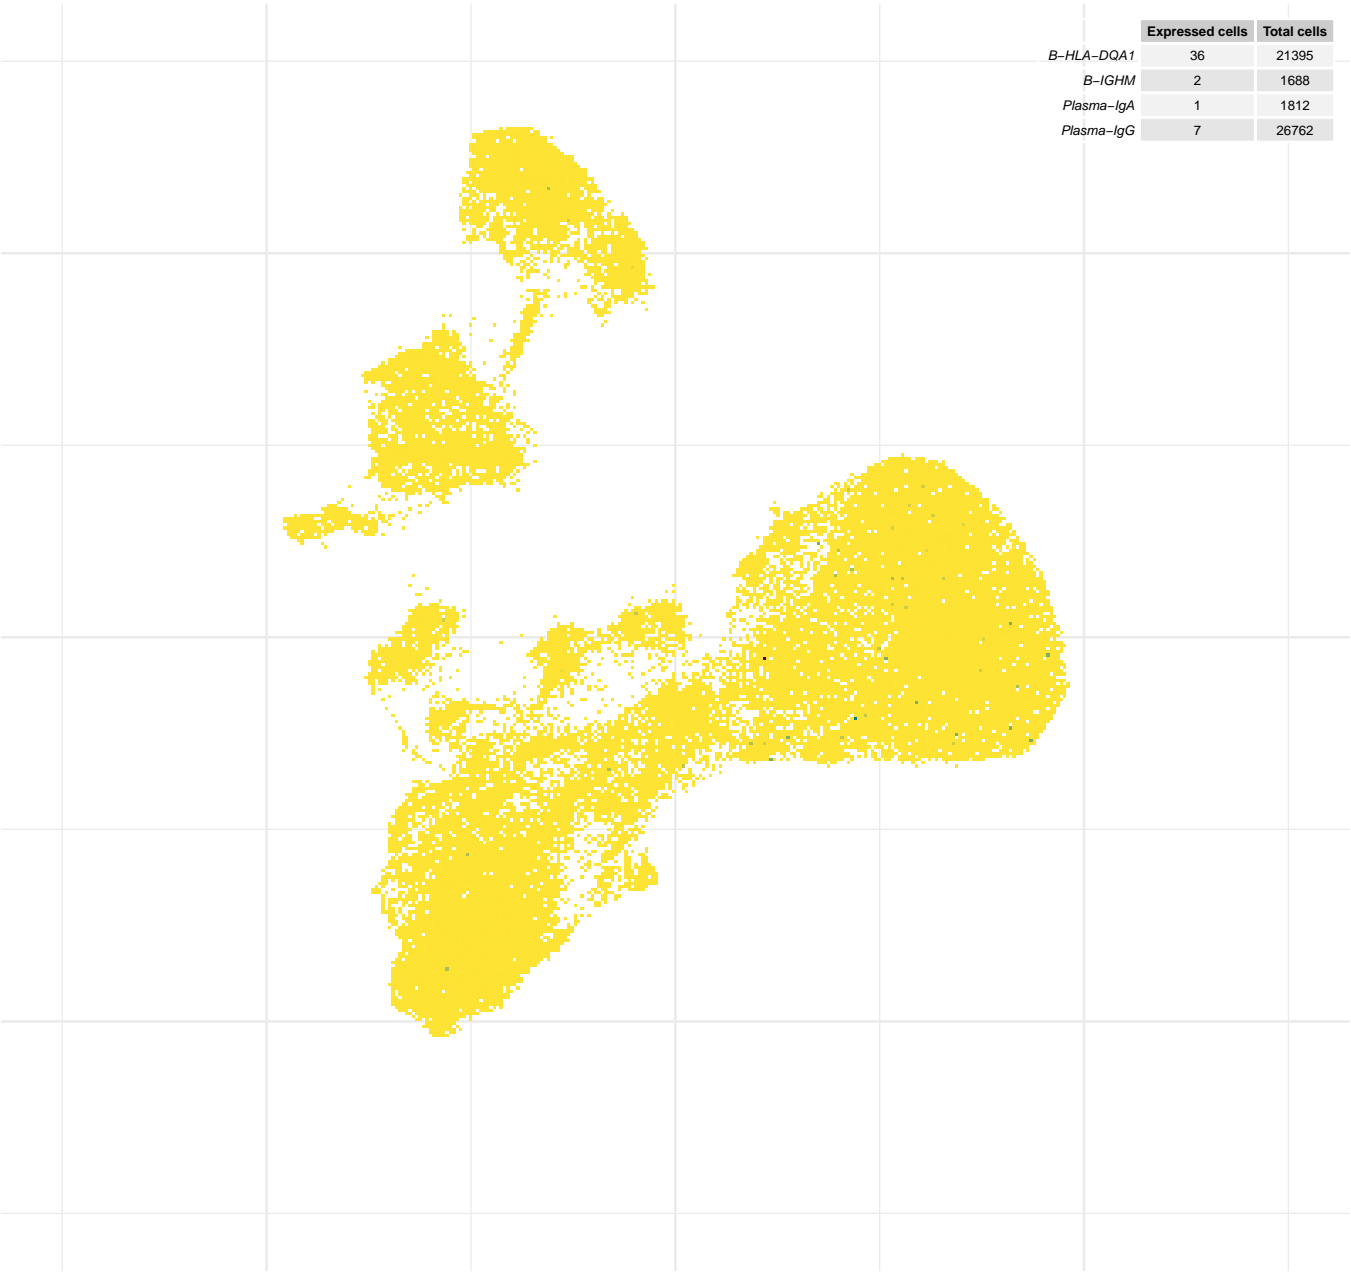 Expressed cells Total cells
B−HLA−DQA1 36 21395
B−IGHM 2 1688
Plasma−IgA 1 1812
Plasma−IgG 7 26762